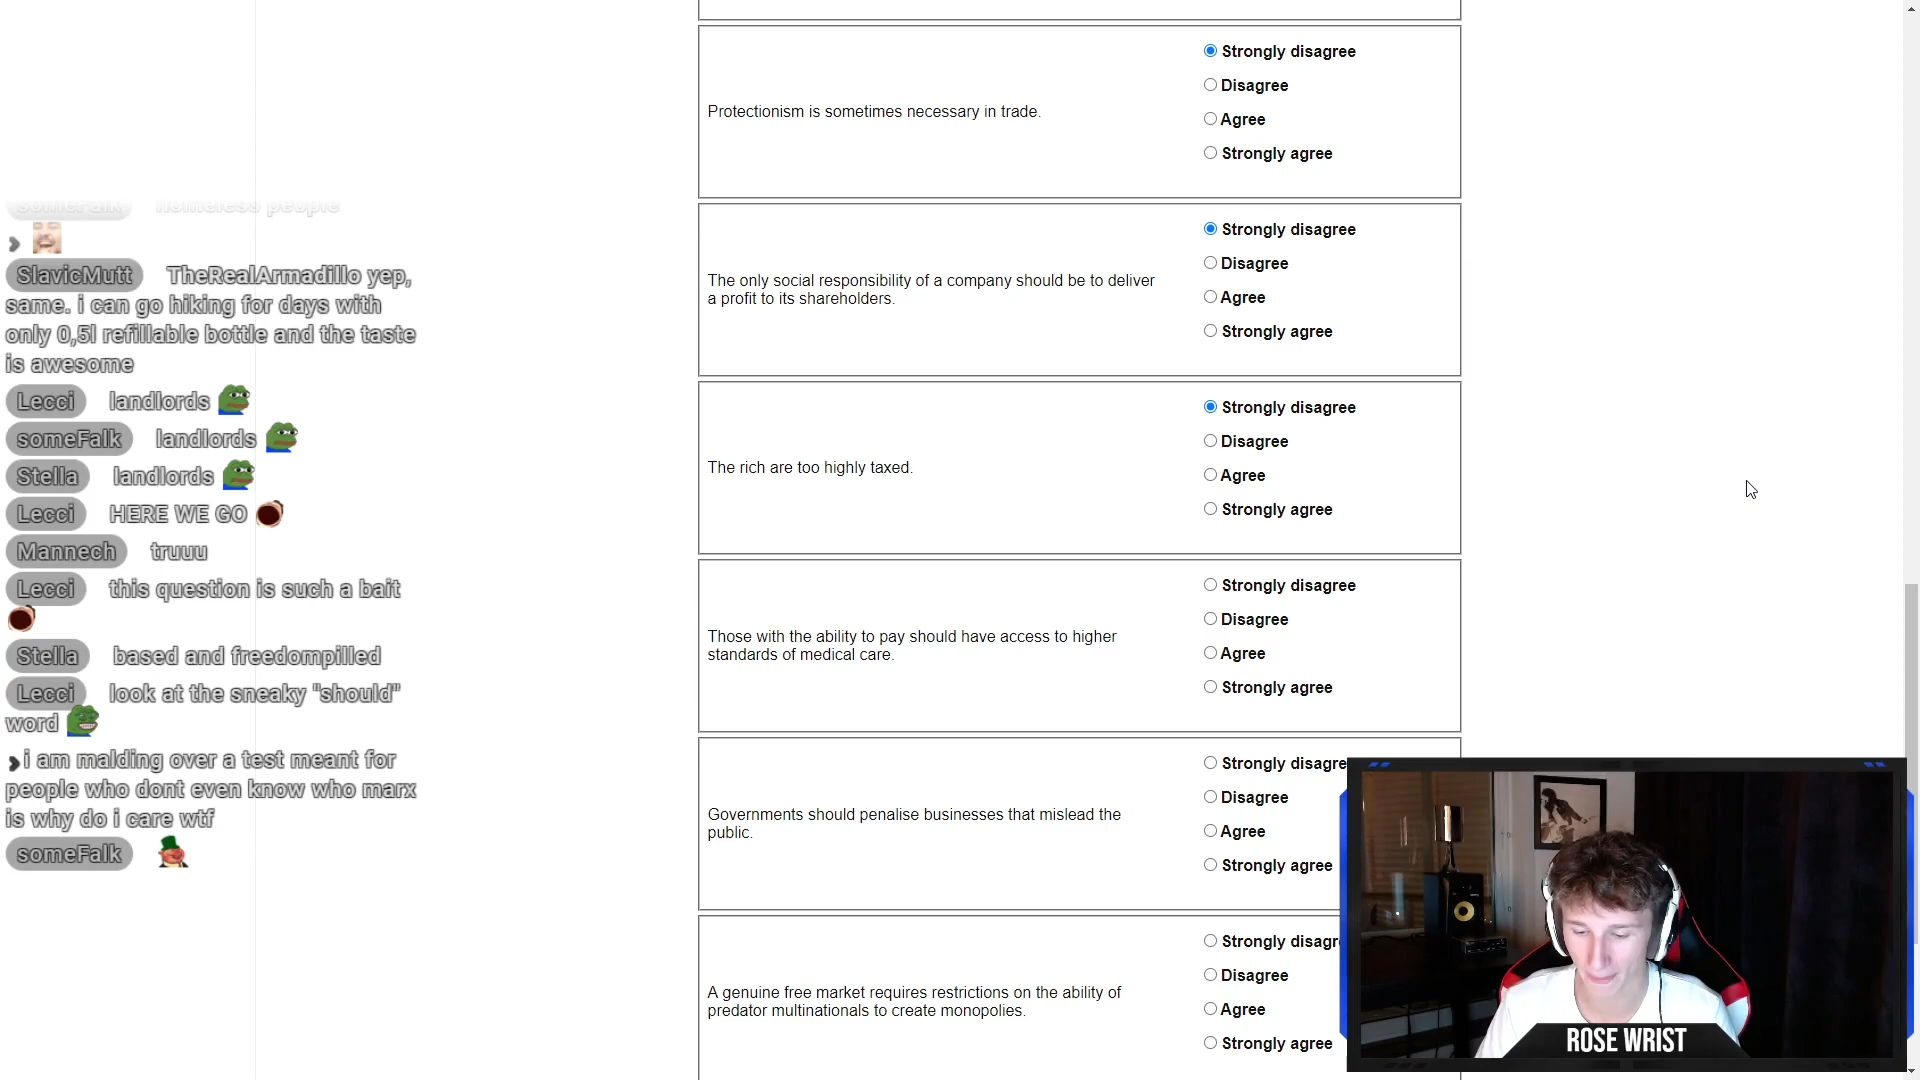 someFalk homeless people
SlavicMutt TheRealArmadillo yep,
same. i can go hiking for days with
only 0,5l refillable bottle and the taste
is awesome
Lecci landlords
someFalk landlords
Stella landlords
Lecci HERE WE GO
Mannech truuu
Lecci this question is such a bait
Stella based and freedompilled
Lecci look at the sneaky "should"
word
i am malding over a test meant for
people who dont even know who marx
is why do i care wtf
someFalk
Protectionism is sometimes necessary in trade.
Strongly disagree
Disagree
Agree
Strongly agree
The only social responsibility of a company should be to deliver
a profit to its shareholders.
Strongly disagree
Disagree
Agree
Strongly agree
The rich are too highly taxed.
Strongly disagree
Disagree
Agree
Strongly agree
Those with the ability to pay should have access to higher
standards of medical care.
Strongly disagree
Disagree
Agree
Strongly agree
Governments should penalise businesses that mislead the
public.
Strongly disagre
Disagree
Agree
Strongly agree
A genuine free market requires restrictions on the ability of
predator multinationals to create monopolies.
Strongly disagr
Disagree
Agree
Strongly agree
ROSE WRIST